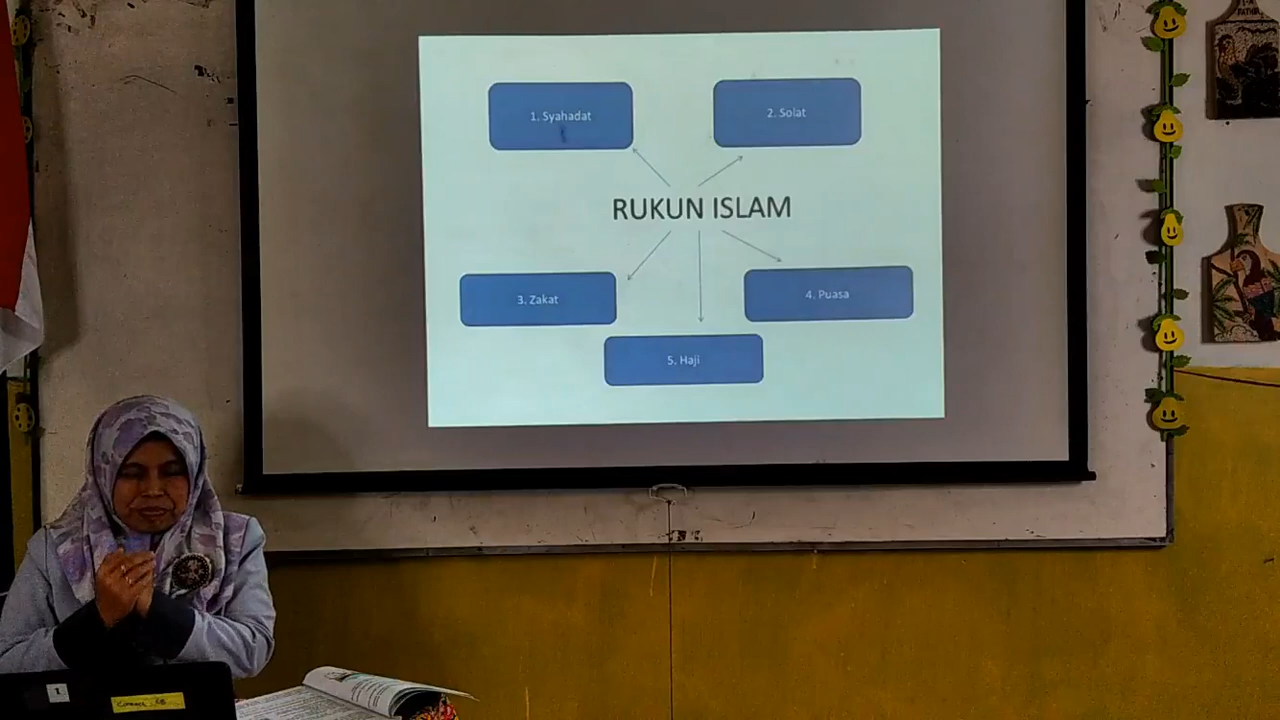 1. Syahadat
2. Solat
RUKUN ISLAM
3. Zakat
4. Puasa
5. Haji